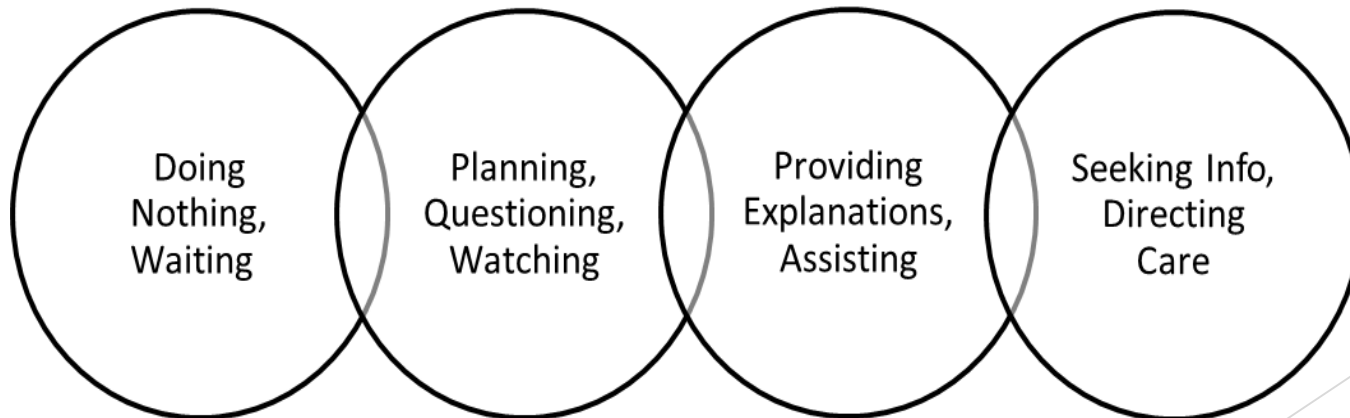 Doing
Nothing,
Waiting
Planning,
Questioning,
Watching
Providing
Explanations,
Assisting
Seeking Info,
Directing
Care